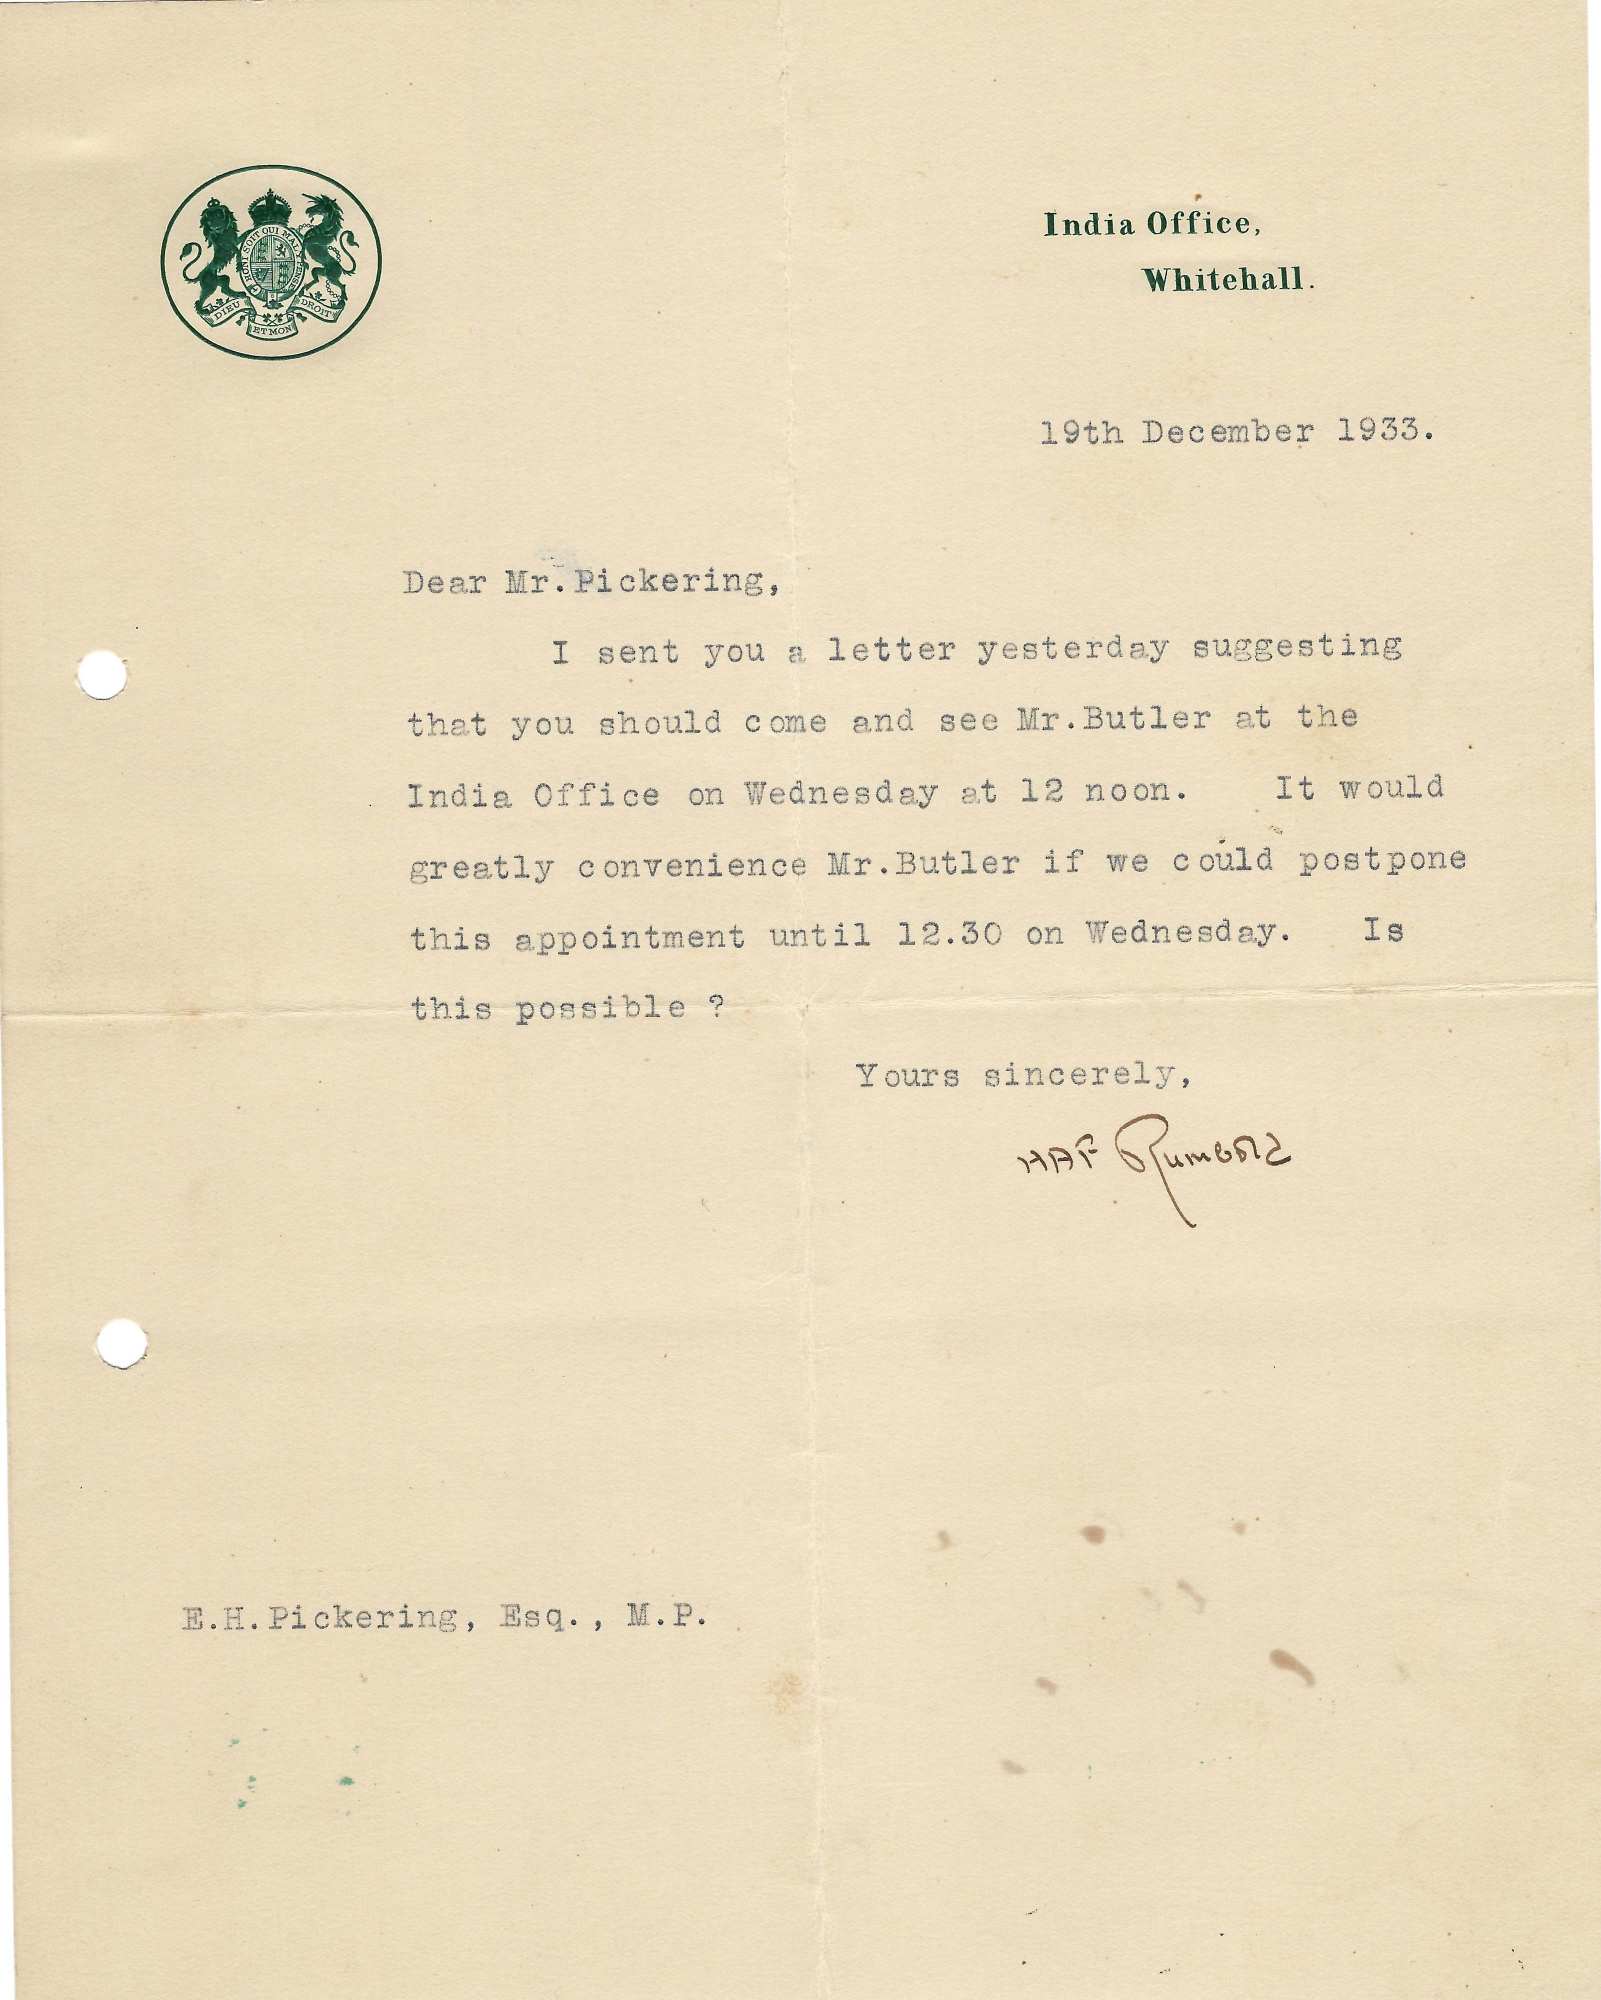 HONI SOIT QUI MAL Y PENSE
DIEU ET MON DROIT
India Office,
Whitehall.
19th December 1933.
Dear Mr.Pickering,
I sent you a letter yesterday suggesting
that you should come and see Mr.Butler at the
India Office on Wednesday at 12 noon. It would
greatly convenience Mr.Butler if we could postpone
this appointment until 12.30 on Wednesday. Is
this possible ?
Yours sincerely,
HAF Rumbold
E.H.Pickering, Esq., M.P.